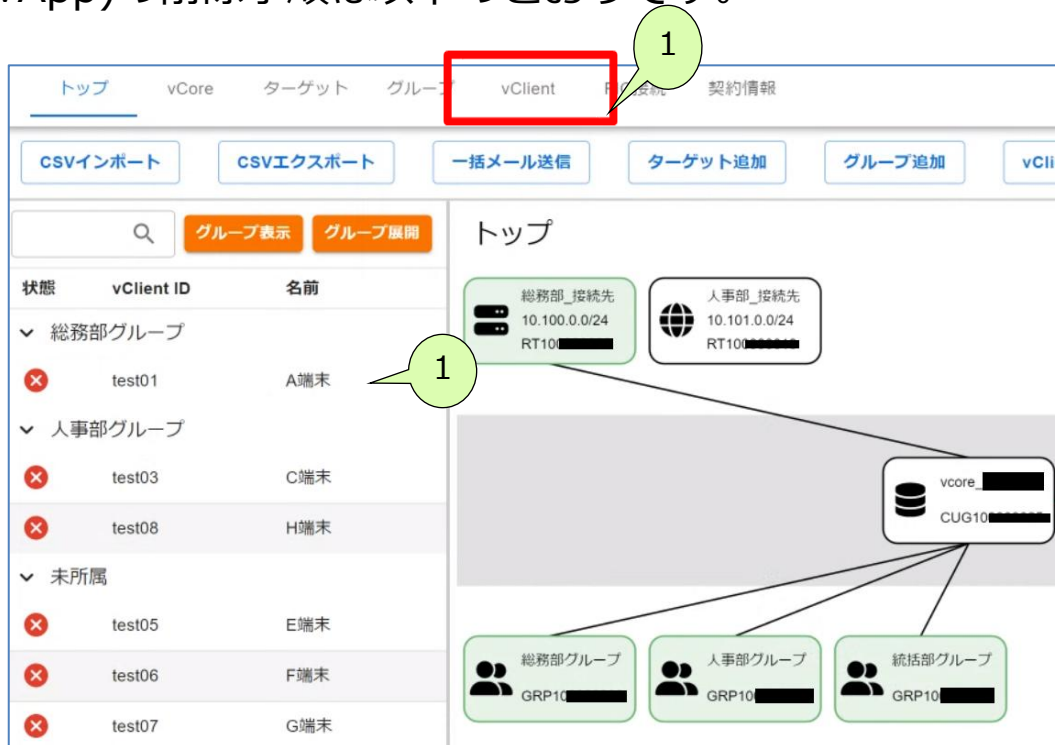 1
トップ vCore ターゲット グループ vClient 契約情報
CSVインポート CSVエクスポート 一括メール送信 ターゲット追加 グループ追加
グループ表示 グループ展開
状態 vClient ID 名前
総務部グループ
test01 A端末
1
人事部グループ
test03 C端末
test08 H端末
未所属
test05 E端末
test06 F端末
test07 G端末
トップ
総務部_接続先
10.100.0.0/24
RT100
人事部_接続先
10.101.0.0/24
RT100
vcore_
CUG10
総務部グループ
GRP10
人事部グループ
GRP10
統括部グループ
GRP10